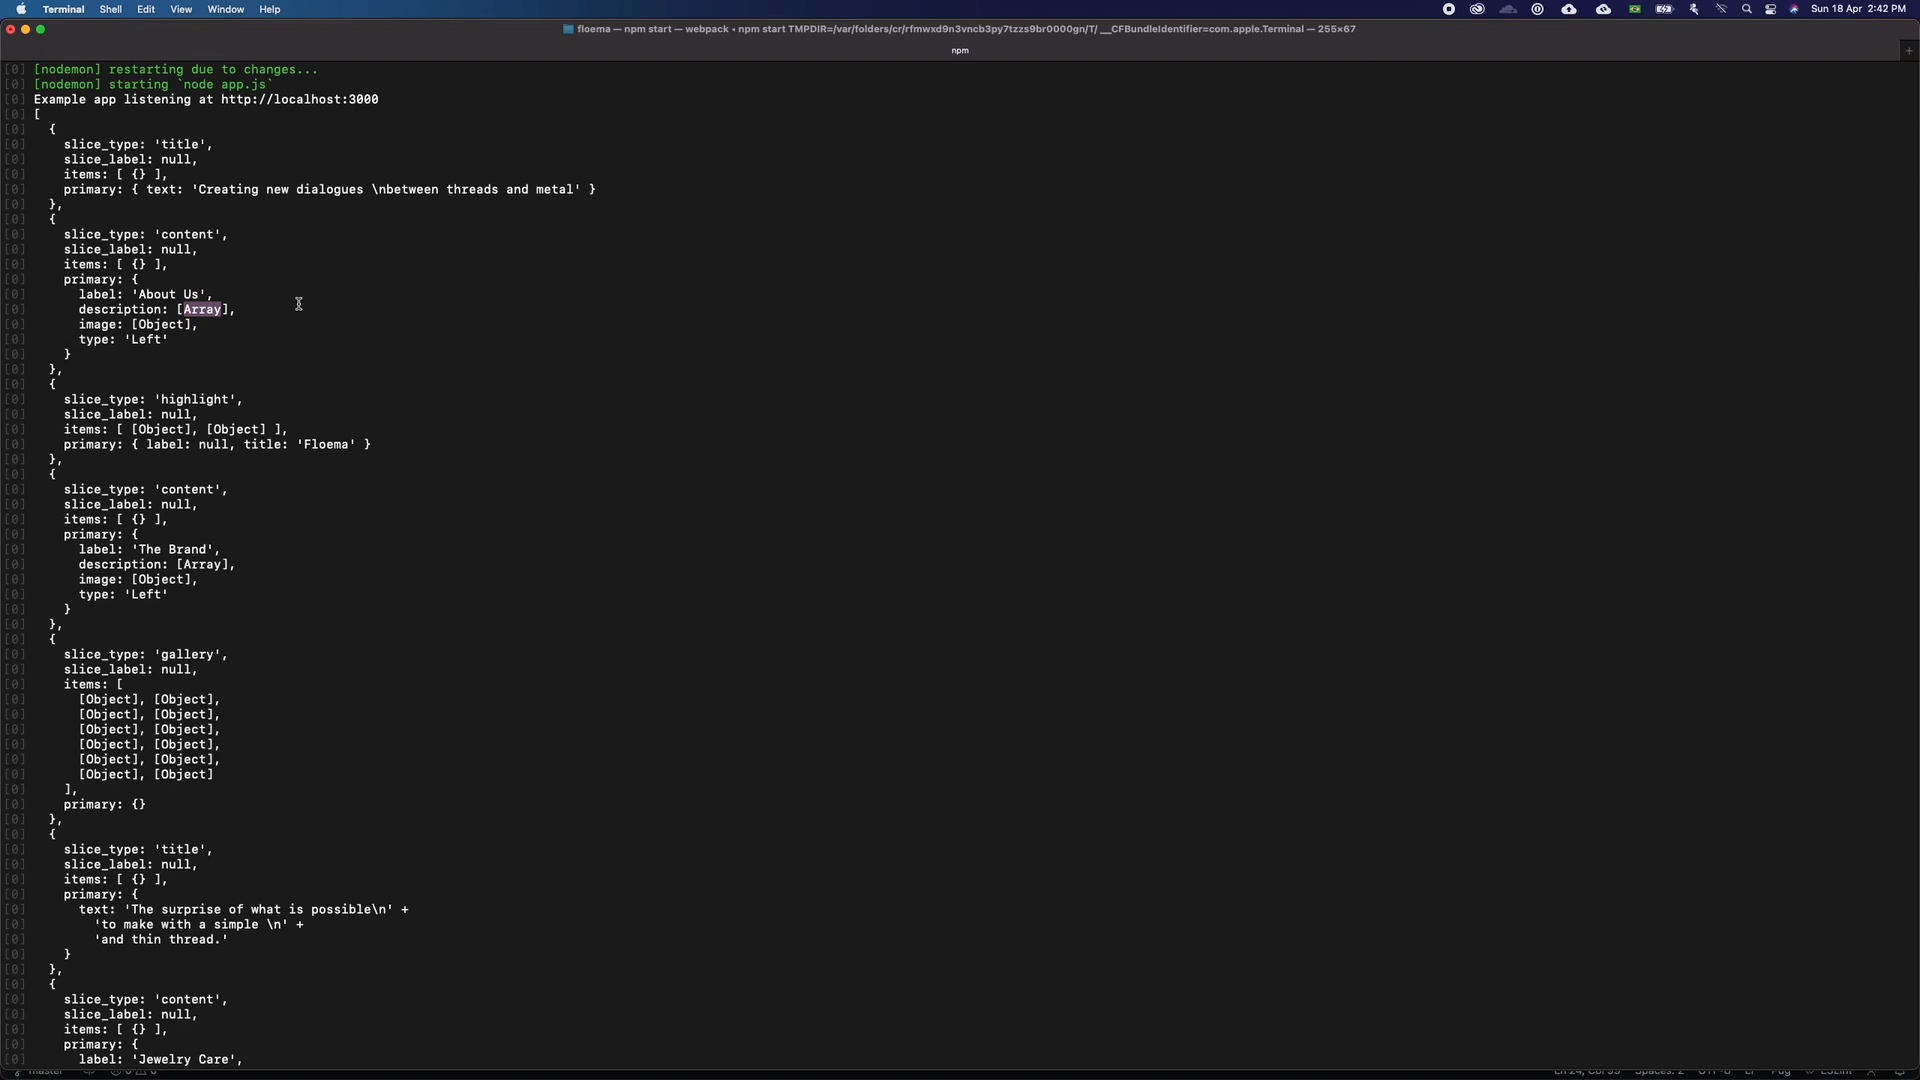 Terminal Shell Edit View Window Help Sun 18 Apr 2:42 PM
floema — npm start — webpack • npm start TMPDIR=/var/folders/cr/rfmwxd9n3vncb3py7tzzs9br0000gn/T/ __CFBundleIdentifier=com.apple.Terminal — 255×67
npm
[0] [nodemon] restarting due to changes...
[0] [nodemon] starting `node app.js`
[0] Example app listening at http://localhost:3000
[0] [
[0] {
[0] slice_type: 'title',
[0] slice_label: null,
[0] items: [ {} ],
[0] primary: { text: 'Creating new dialogues \nbetween threads and metal' }
[0] },
[0] {
[0] slice_type: 'content',
[0] slice_label: null,
[0] items: [ {} ],
[0] primary: {
[0] label: 'About Us',
[0] description: [Array],
[0] image: [Object],
[0] type: 'Left'
[0] }
[0] },
[0] {
[0] slice_type: 'highlight',
[0] slice_label: null,
[0] items: [ [Object], [Object] ],
[0] primary: { label: null, title: 'Floema' }
[0] },
[0] {
[0] slice_type: 'content',
[0] slice_label: null,
[0] items: [ {} ],
[0] primary: {
[0] label: 'The Brand',
[0] description: [Array],
[0] image: [Object],
[0] type: 'Left'
[0] }
[0] },
[0] {
[0] slice_type: 'gallery',
[0] slice_label: null,
[0] items: [
[0] [Object], [Object],
[0] [Object], [Object],
[0] [Object], [Object],
[0] [Object], [Object],
[0] [Object], [Object],
[0] [Object], [Object]
[0] ],
[0] primary: {}
[0] },
[0] {
[0] slice_type: 'title',
[0] slice_label: null,
[0] items: [ {} ],
[0] primary: {
[0] text: 'The surprise of what is possible\n' +
[0] 'to make with a simple \n' +
[0] 'and thin thread.'
[0] }
[0] },
[0] {
[0] slice_type: 'content',
[0] slice_label: null,
[0] items: [ {} ],
[0] primary: {
[0] label: 'Jewelry Care',